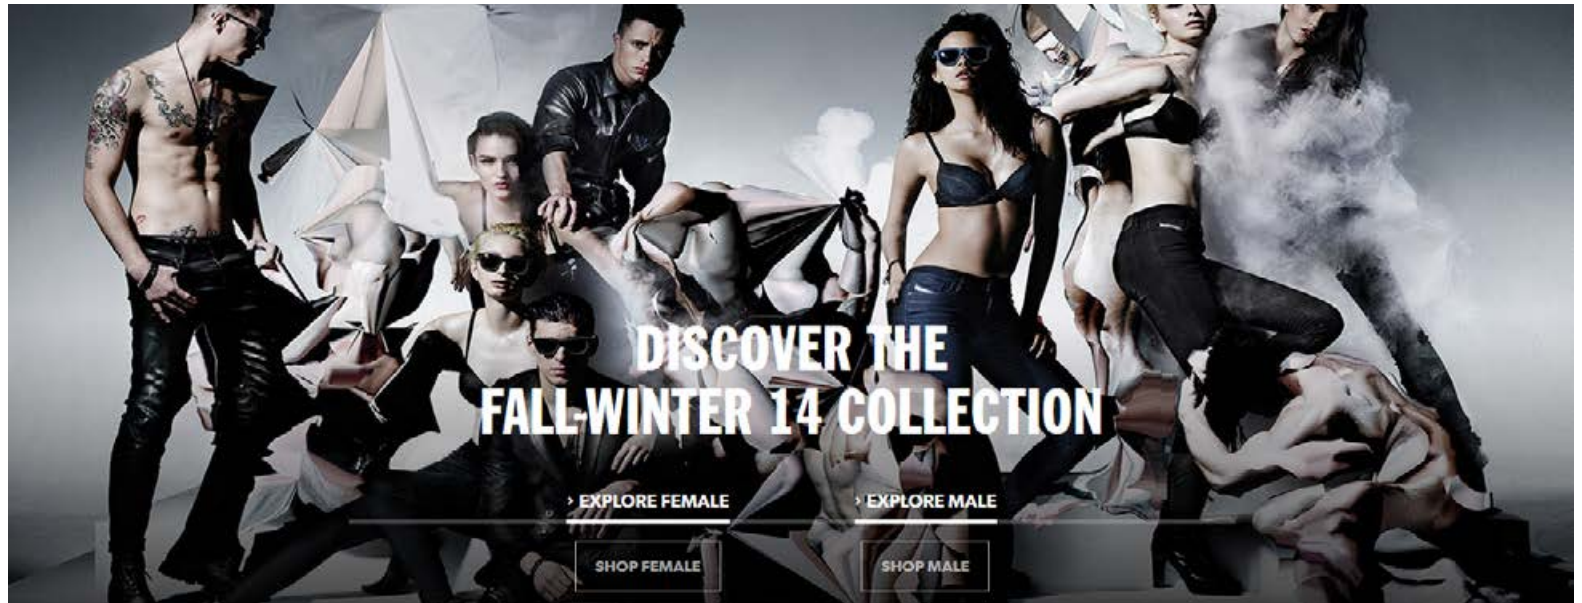 DISCOVER THE
FALL-WINTER 14 COLLECTION
› EXPLORE FEMALE
› EXPLORE MALE
SHOP FEMALE
SHOP MALE